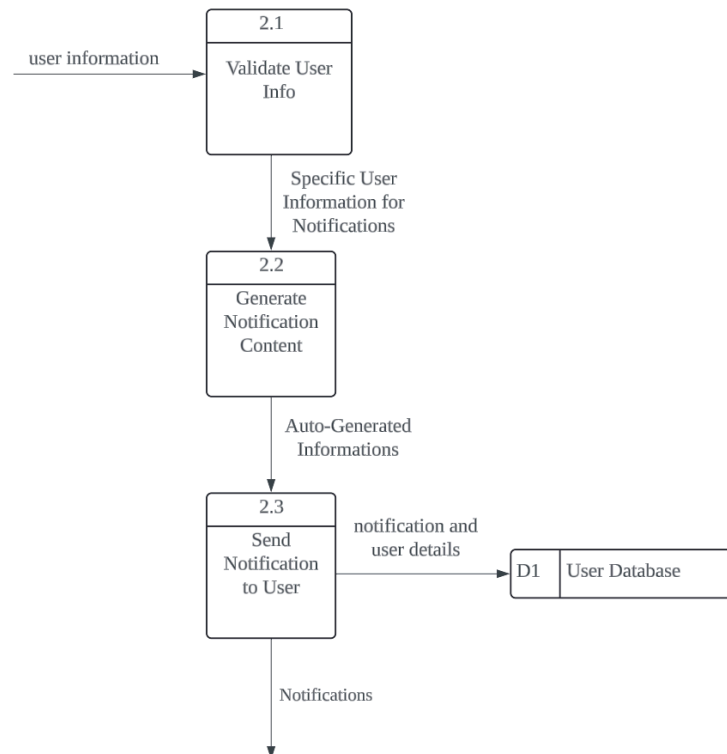 user information
2.1
Validate User
Info
Specific User
Information for
Notifications
2.2
Generate
Notification
Content
Auto-Generated
Informations
2.3
Send
Notification
to User
notification and
user details
D1
User Database
Notifications